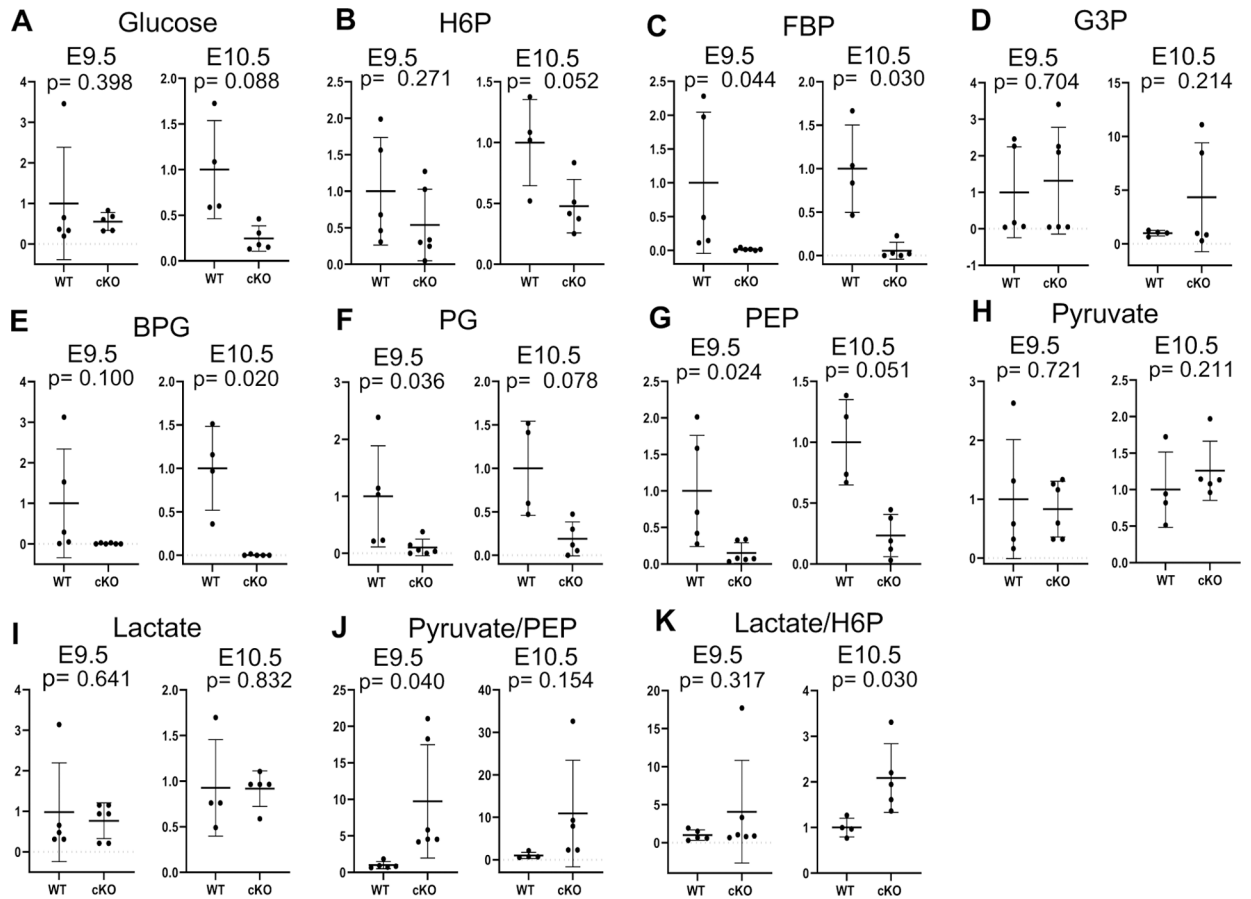 A Glucose
E9.5 E10.5
p= 0.398 p= 0.088
4 3 2 1 0 WT cKO
2.0 1.5 1.0 0.5 0.0 WT cKO
B H6P
E9.5 E10.5
p= 0.271 p= 0.052
2.5 2.0 1.5 1.0 0.5 0.0 WT cKO
1.5 1.0 0.5 0.0 WT cKO
C FBP
E9.5 E10.5
p= 0.044 p= 0.030
2.5 2.0 1.5 1.0 0.5 0.0 WT cKO
2.0 1.5 1.0 0.5 0.0 WT cKO
D G3P
E9.5 E10.5
p= 0.704 p= 0.214
4 3 2 1 0 -1 WT cKO
15 10 5 0 WT cKO
E BPG
E9.5 E10.5
p= 0.100 p= 0.020
4 3 2 1 0 WT cKO
2.0 1.5 1.0 0.5 0.0 WT cKO
F PG
E9.5 E10.5
p= 0.036 p= 0.078
3 2 1 0 WT cKO
2.0 1.5 1.0 0.5 0.0 WT cKO
G PEP
E9.5 E10.5
p= 0.024 p= 0.051
2.5 2.0 1.5 1.0 0.5 0.0 WT cKO
1.5 1.0 0.5 0.0 WT cKO
H Pyruvate
E9.5 E10.5
p= 0.721 p= 0.211
3 2 1 0 WT cKO
2.5 2.0 1.5 1.0 0.5 0.0 WT cKO
I Lactate
E9.5 E10.5
p= 0.641 p= 0.832
4 3 2 1 0 WT cKO
2.0 1.5 1.0 0.5 0.0 WT cKO
J Pyruvate/PEP
E9.5 E10.5
p= 0.040 p= 0.154
25 20 15 10 5 0 WT cKO
40 30 20 10 0 WT cKO
K Lactate/H6P
E9.5 E10.5
p= 0.317 p= 0.030
20 15 10 5 0 WT cKO
4 3 2 1 0 WT cKO